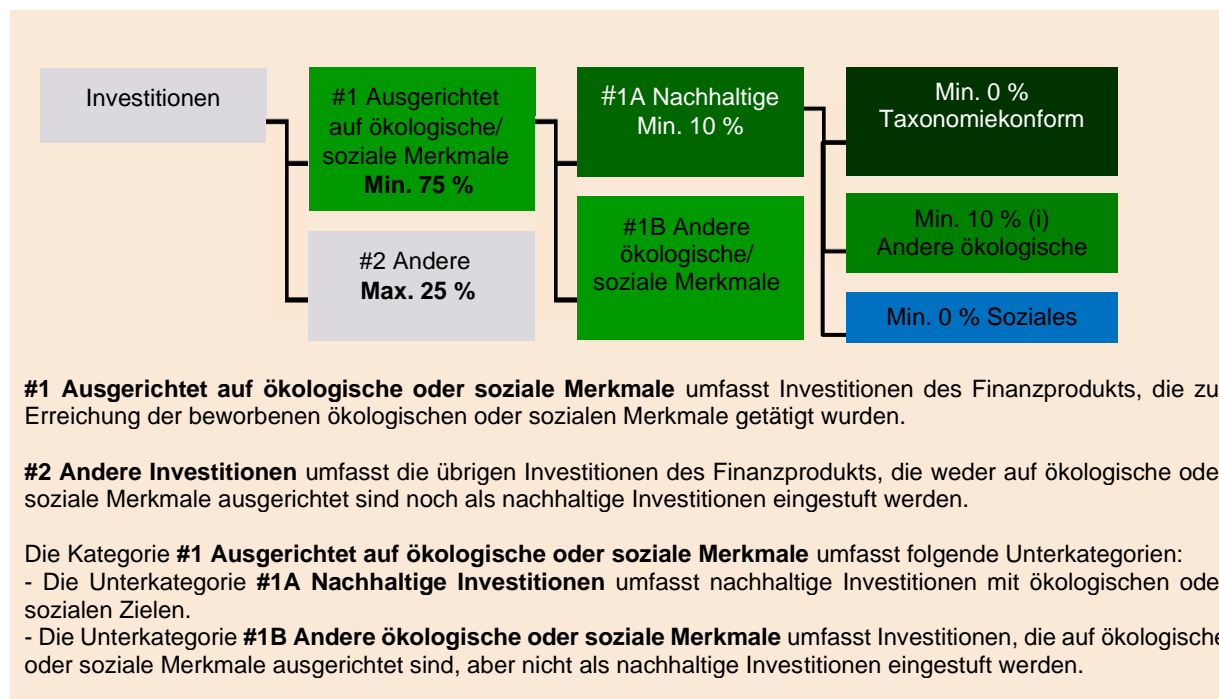 Investitionen
#1 Ausgerichtet
auf ökologische/
soziale Merkmale
Min. 75 %
#2 Andere
Max. 25 %
#1A Nachhaltige
Min. 10 %
#1B Andere
ökologische/
soziale Merkmale
Min. 0 %
Taxonomiekonform
Min. 10 % (i)
Andere ökologische
Min. 0 % Soziales
#1 Ausgerichtet auf ökologische oder soziale Merkmale umfasst Investitionen des Finanzprodukts, die zu
Erreichung der beworbenen ökologischen oder sozialen Merkmale getätigt wurden.
#2 Andere Investitionen umfasst die übrigen Investitionen des Finanzprodukts, die weder auf ökologische ode
soziale Merkmale ausgerichtet sind noch als nachhaltige Investitionen eingestuft werden.
Die Kategorie #1 Ausgerichtet auf ökologische oder soziale Merkmale umfasst folgende Unterkategorien:
- Die Unterkategorie #1A Nachhaltige Investitionen umfasst nachhaltige Investitionen mit ökologischen ode
sozialen Zielen.
- Die Unterkategorie #1B Andere ökologische oder soziale Merkmale umfasst Investitionen, die auf ökologische
oder soziale Merkmale ausgerichtet sind, aber nicht als nachhaltige Investitionen eingestuft werden.